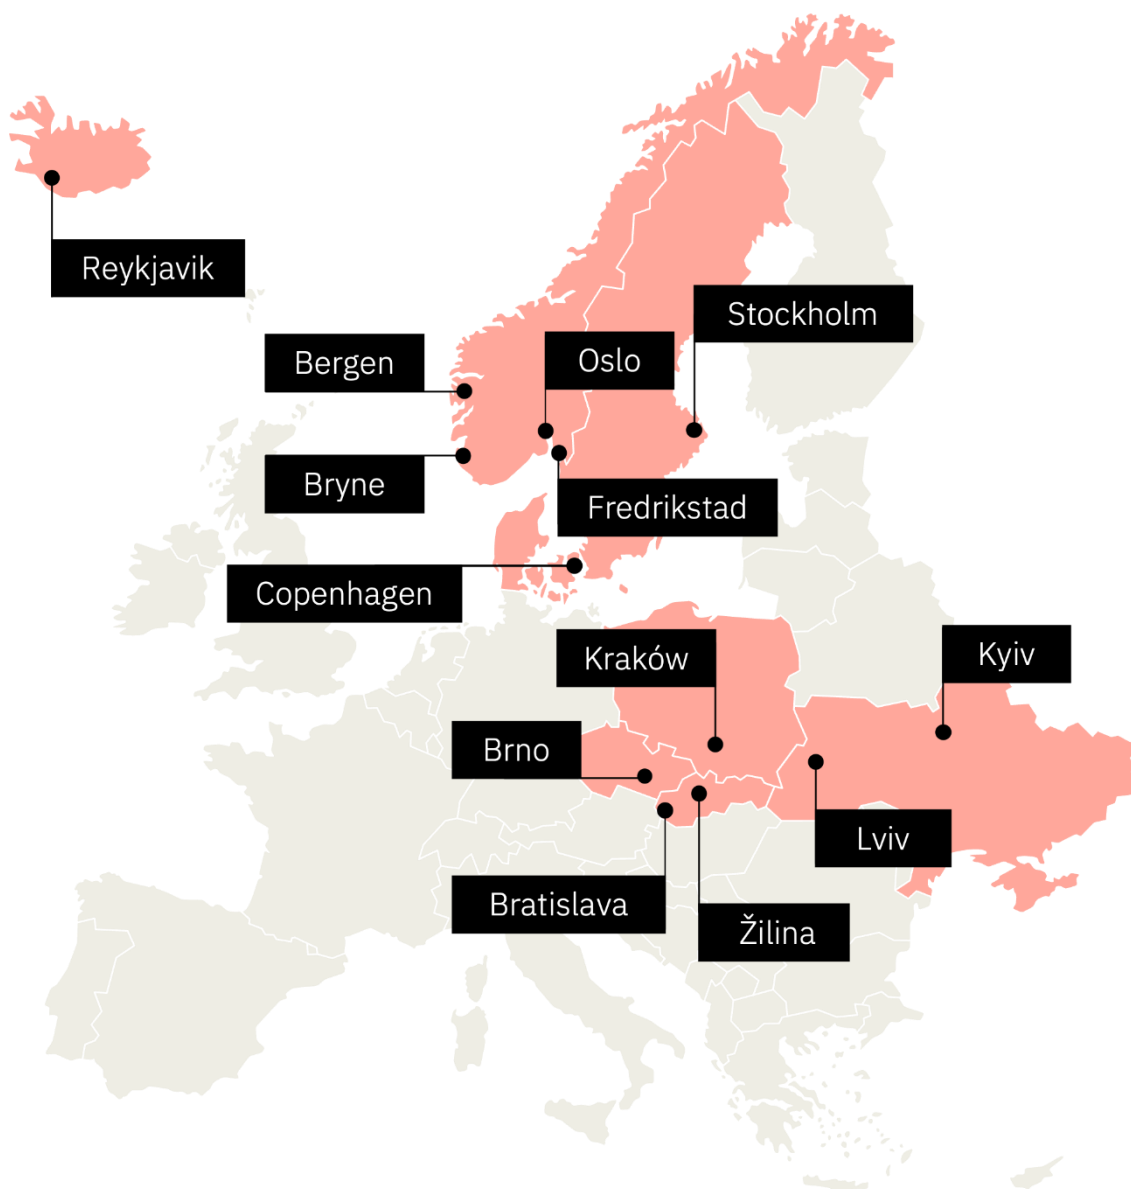 Reykjavik
Stockholm
Bergen
Oslo
Bryne
Fredrikstad
Copenhagen
Kraków
Kyiv
Brno
Lviv
Bratislava
Žilina